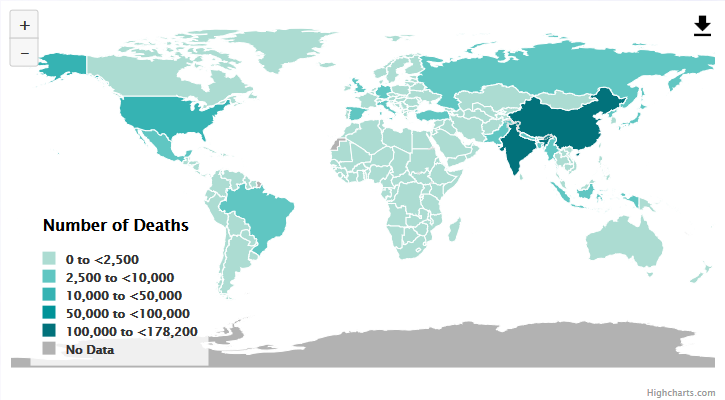 +
−
Number of Deaths
0 to <2,500
2,500 to <10,000
10,000 to <50,000
50,000 to <100,000
100,000 to <178,200
No Data
Highcharts.com